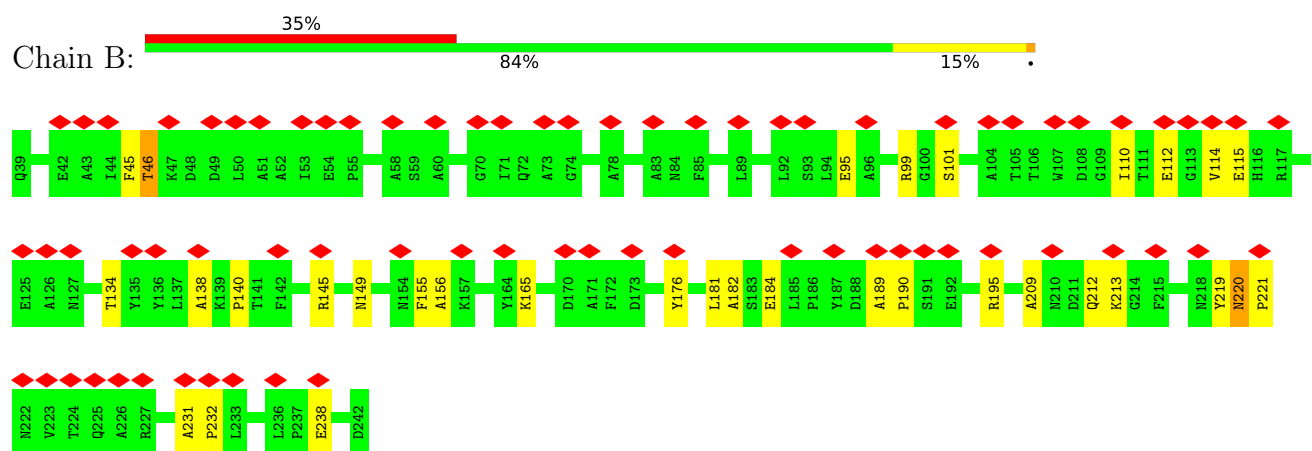 35%
Chain B:
84% 15% •
Q39 E42 A43 I44 F45 T46 K47 D48 D49 L50 A51 A52 I53 E54 P55 A58 S59 A60 G70 I71 Q72 A73 G74 A78 A83 N84 F85 L89 L92 S93 L94 E95 A96 R99 G100 S101 A104 T105 T106 W107 D108 G109 I110 T111 E112 G113 V114 E115 H116 R117
E125 A126 N127 T134 Y135 Y136 L137 A138 K139 P140 T141 F142 R145 N149 N154 F155 A156 K157 Y164 K165 D170 A171 F172 D173 Y176 L181 A182 S183 E184 L185 P186 Y187 D188 A189 P190 S191 E192 R195 A209 N210 D211 Q212 K213 G214 F215 N218 Y219 N220 P221
N222 V223 T224 Q225 A226 R227 A231 P232 L233 L236 P237 E238 D242